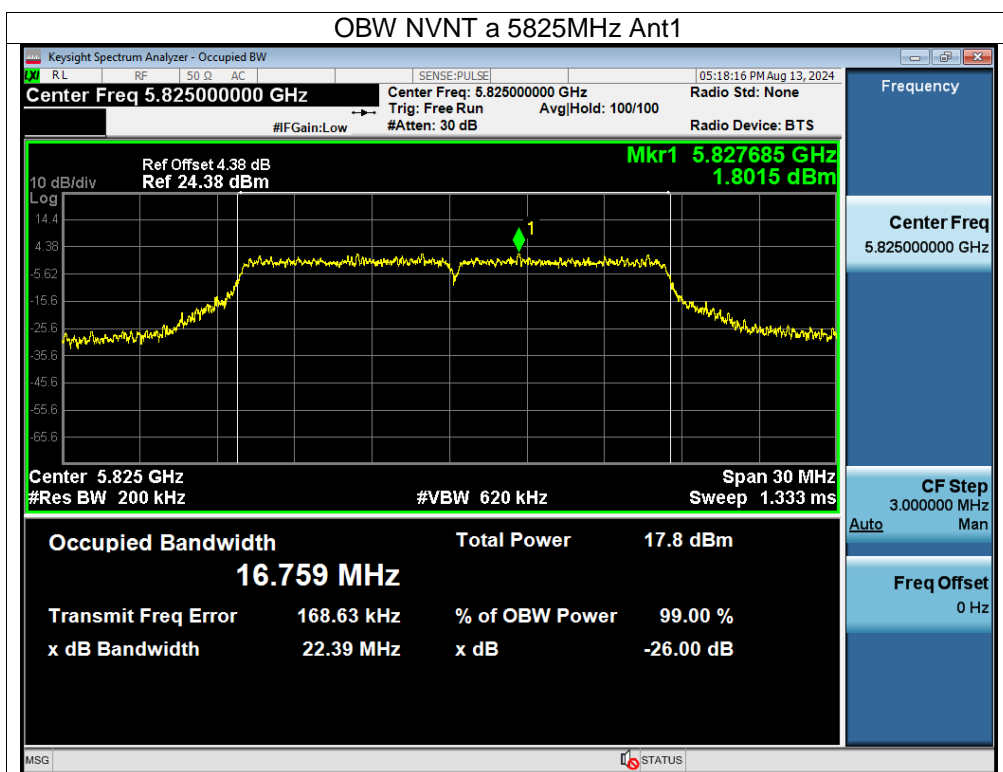 OBW NVNT a 5825MHz Ant1
Keysight Spectrum Analyzer - Occupied BW
LXI RL RF 50 Ω AC SENSE:PULSE 05:18:16 PM Aug 13, 2024
Center Freq 5.825000000 GHz
Center Freq: 5.825000000 GHz
Radio Std: None
Trig: Free Run Avg|Hold: 100/100
#IFGain:Low
#Atten: 30 dB
Radio Device: BTS
Mkr1 5.827685 GHz
1.8015 dBm
Ref Offset 4.38 dB
10 dB/div Ref 24.38 dBm
Log
14.4
4.38
-5.62
-15.6
-25.6
-35.6
-45.6
-55.6
-65.6
1
Center 5.825 GHz Span 30 MHz
#Res BW 200 kHz #VBW 620 kHz Sweep 1.333 ms
Occupied Bandwidth Total Power 17.8 dBm
16.759 MHz
Transmit Freq Error 168.63 kHz % of OBW Power 99.00 %
x dB Bandwidth 22.39 MHz x dB -26.00 dB
Frequency
Center Freq
5.825000000 GHz
CF Step
3.000000 MHz
Auto Man
Freq Offset
0 Hz
MSG STATUS